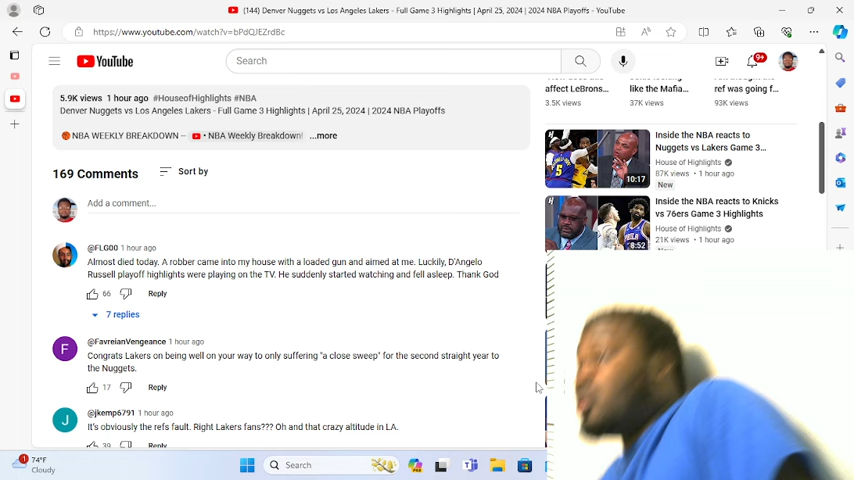 (144) Denver Nuggets vs Los Angeles Lakers - Full Game 3 Highlights | April 25, 2024 | 2024 NBA Playoffs - YouTube
https://www.youtube.com/watch?v=bPdQJEZrdBc
YouTube
Search
9+
5.9K views 1 hour ago #HouseofHighlights #NBA
Denver Nuggets vs Los Angeles Lakers - Full Game 3 Highlights | April 25, 2024 | 2024 NBA Playoffs
NBA WEEKLY BREAKDOWN – • NBA Weekly Breakdown! ...more
169 Comments
Sort by
Add a comment...
@FLG00 1 hour ago
Almost died today. A robber came into my house with a loaded gun and aimed at me. Luckily, D'Angelo
Russell playoff highlights were playing on the TV. He suddenly started watching and fell asleep. Thank God
66 Reply
7 replies
F
@FavreianVengeance 1 hour ago
Congrats Lakers on being well on your way to only suffering "a close sweep" for the second straight year to
the Nuggets.
17 Reply
J
@jkemp6791 1 hour ago
It's obviously the refs fault. Right Lakers fans??? Oh and that crazy altitude in LA.
39 Reply
affect LeBrons...
3.5K views
like the Mafia...
37K views
ref was going f...
93K views
10:17
Inside the NBA reacts to
Nuggets vs Lakers Game 3...
House of Highlights
87K views • 1 hour ago
New
8:52
Inside the NBA reacts to Knicks
vs 76ers Game 3 Highlights
House of Highlights
21K views • 1 hour ago
1
74°F
Cloudy
Search